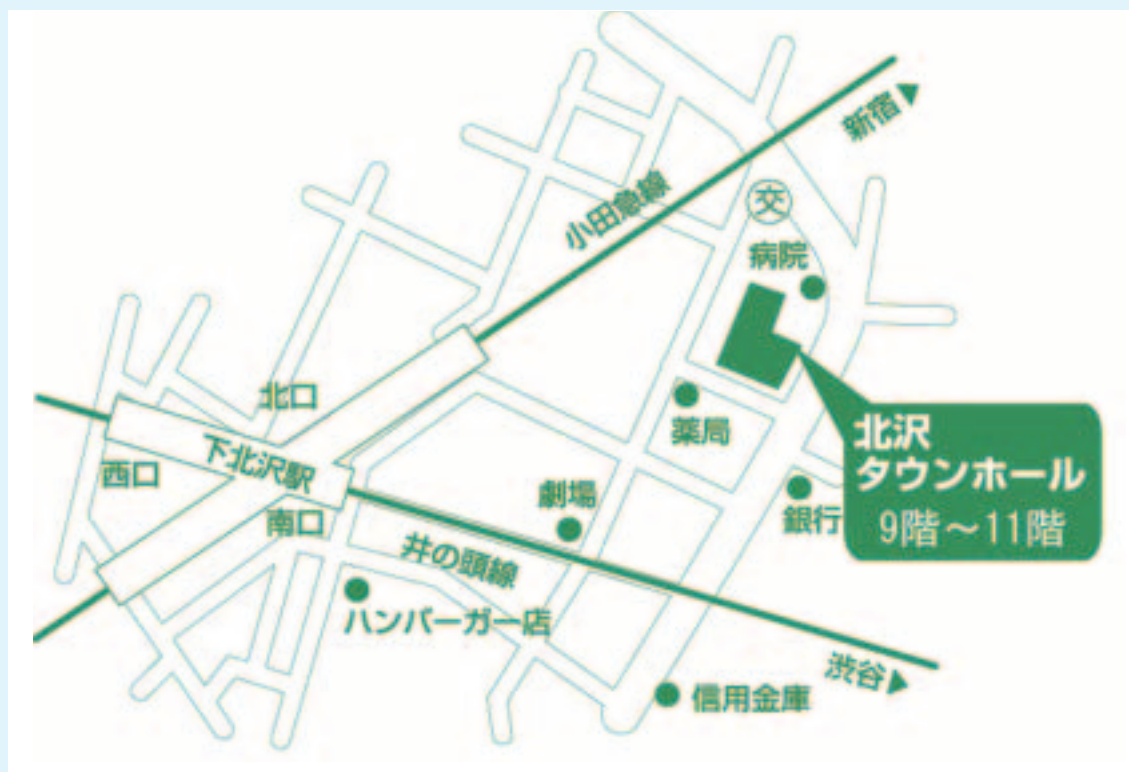 新宿▶
小田急線
交
病院
北口
薬局
下北沢駅
西口
北沢
タウンホール
9階～11階
劇場
銀行
南口
井の頭線
ハンバーガー店
渋谷▶
信用金庫